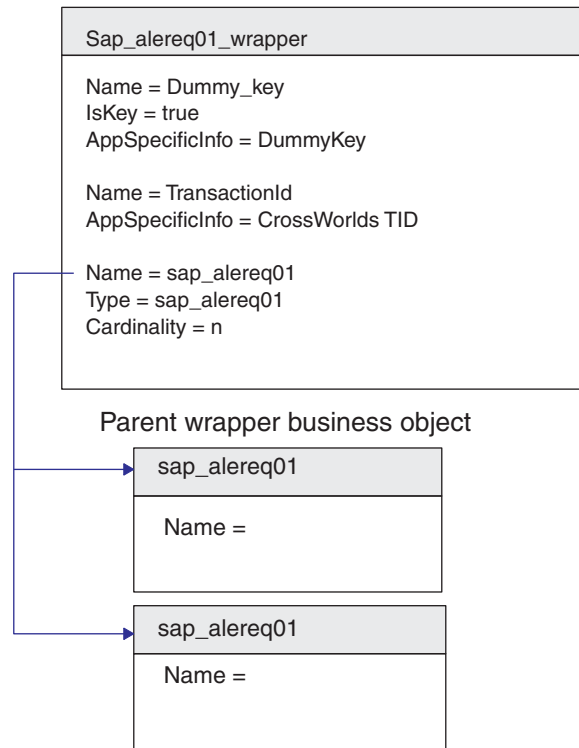 Sap_alereq01_wrapper
Name = Dummy_key
IsKey = true
AppSpecificInfo = DummyKey
Name = TransactionId
AppSpecificInfo = CrossWorlds TID
Name = sap_alereq01
Type = sap_alereq01
Cardinality = n
Parent wrapper business object
sap_alereq01
Name =
sap_alereq01
Name =